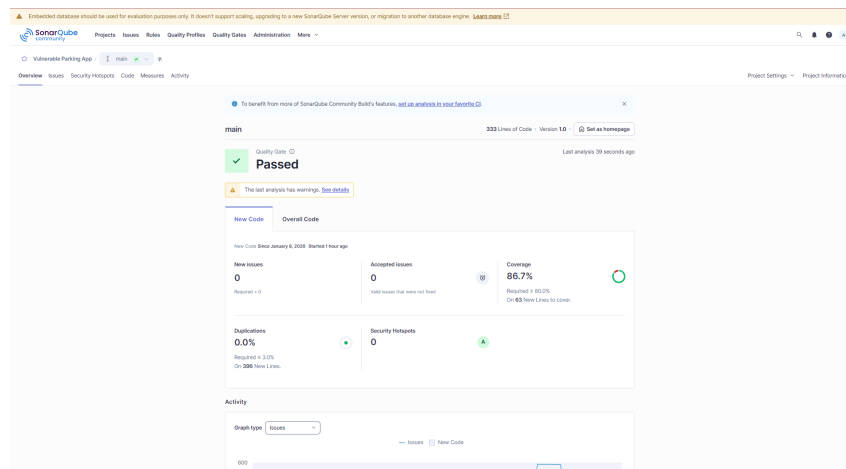 Embedded database should be used for evaluation purposes only. It doesn't support scaling, upgrading to a new SonarQube Server version, or migration to another database engine. Learn more
SonarQube
community
Projects Issues Rules Quality Profiles Quality Gates Administration More
A
Vulnerable Parking App / main
Overview Issues Security Hotspots Code Measures Activity Project Settings Project Informatio
To benefit from more of SonarQube Community Build's features, set up analysis in your favorite CI.
main 333 Lines of Code · Version 1.0 · Set as homepage
Quality Gate Last analysis 39 seconds ago
Passed
The last analysis has warnings. See details
New Code Overall Code
New Code Since January 8, 2026 Started 1 hour ago
New issues Accepted issues Coverage
0 0 86.7%
Required = 0 Valid issues that were not fixed Required ≥ 80.0%
On 63 New Lines to cover.
Duplications Security Hotspots
0.0% 0 A
Required ≤ 3.0%
On 396 New Lines.
Activity
Graph type Issues
Issues New Code
600